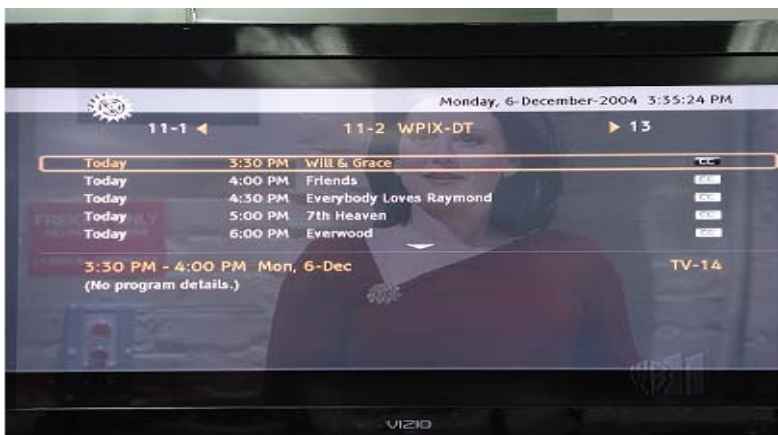 Monday, 6-December-2004 3:35:24 PM
11-1 11-2 WPIX-DT 13
Today 3:30 PM Will & Grace CC
Today 4:00 PM Friends CC
Today 4:30 PM Everybody Loves Raymond CC
Today 5:00 PM 7th Heaven CC
Today 6:00 PM Everwood CC
3:30 PM - 4:00 PM Mon, 6-Dec TV-14
(No program details.)
VIZIO